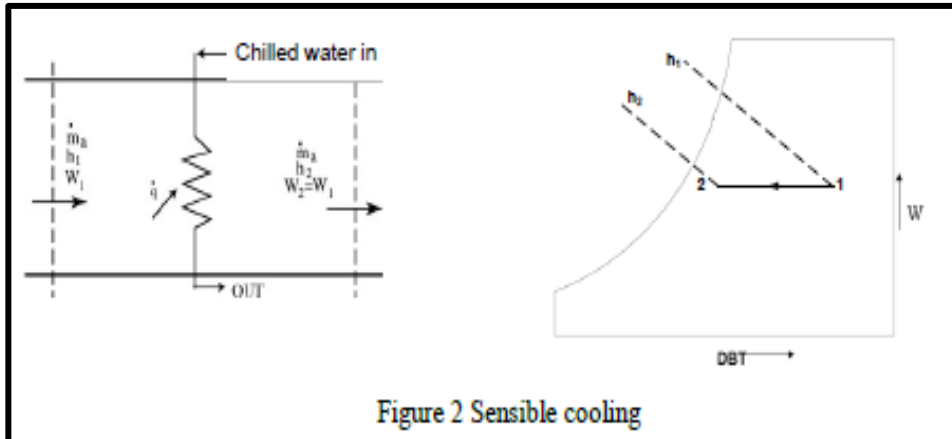 Chilled water in
ṁa
h1
W1
q̇
ṁa
h2
W2=W1
OUT
h1
h2
2
1
W
DBT
Figure 2 Sensible cooling